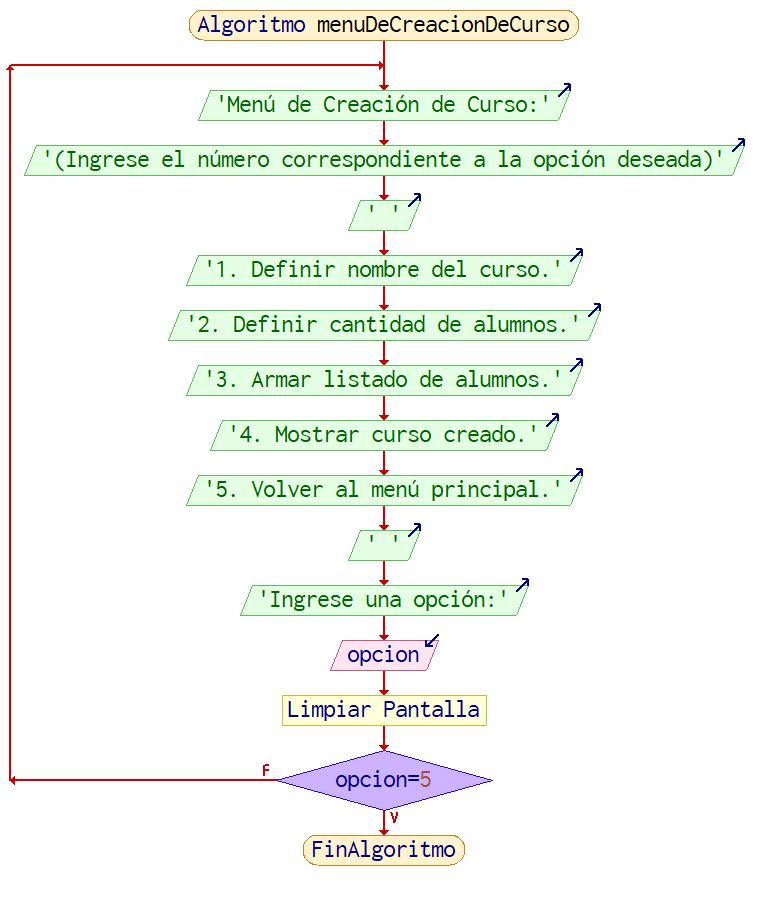 Algoritmo menuDeCreacionDeCurso
'Menú de Creación de Curso:'
'(Ingrese el número correspondiente a la opción deseada)'
' '
'1. Definir nombre del curso.'
'2. Definir cantidad de alumnos.'
'3. Armar listado de alumnos.'
'4. Mostrar curso creado.'
'5. Volver al menú principal.'
' '
'Ingrese una opción:'
opcion
Limpiar Pantalla
F
opcion=5
V
FinAlgoritmo